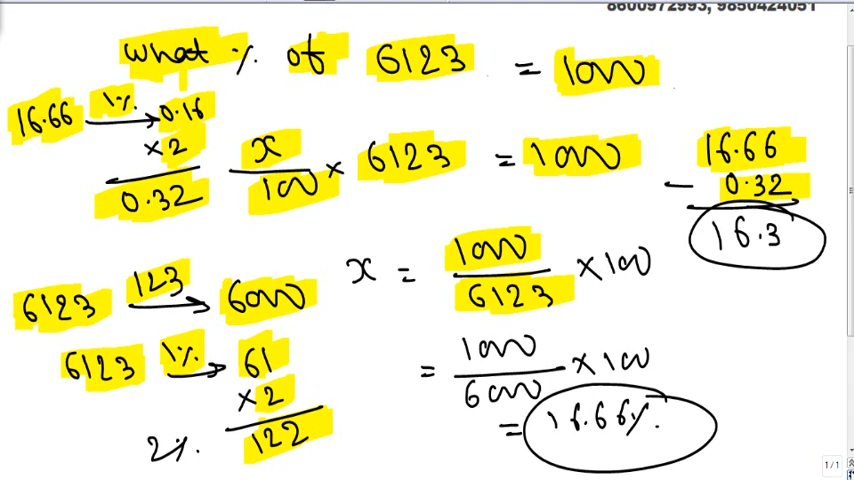 8600972993, 9850424051
what % of 6123 = 1000
16.66 1% → 0.16
× 2
0.32
x / 100 × 6123 = 1000
16.66
- 0.32
16.3
x = 1000 / 6123 × 100
6123 123 → 6000
6123 1% → 61
× 2
2% 122
= 1000 / 6000 × 100
= 16.66%.
1/1